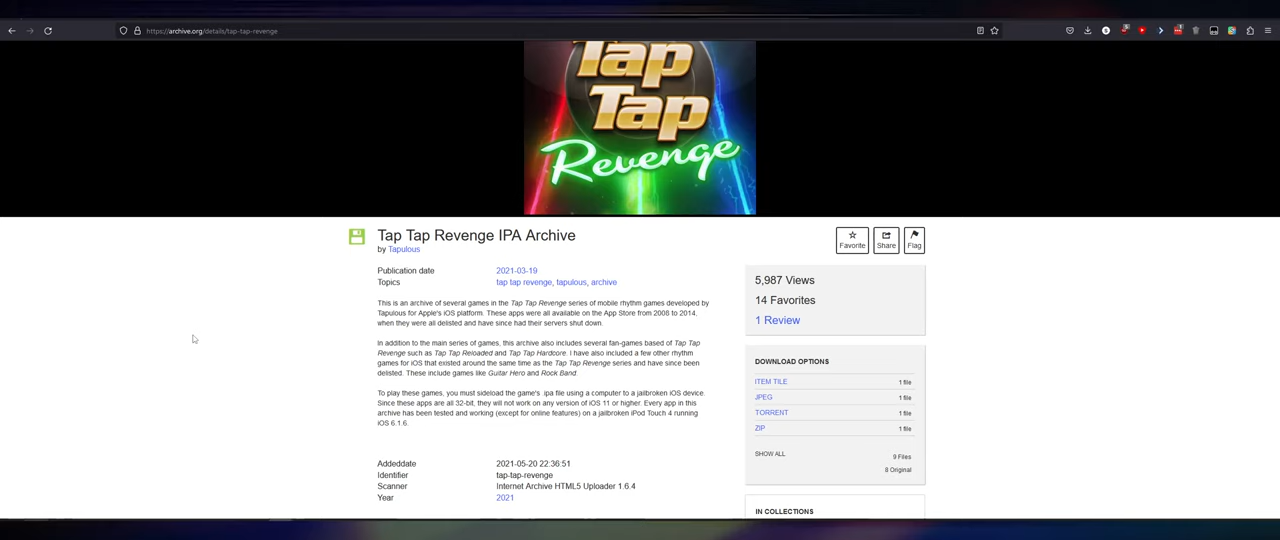 https://archive.org/details/tap-tap-revenge
Tap
Tap
Revenge
Tap Tap Revenge IPA Archive
by Tapulous
Favorite
Share
Flag
Publication date 2021-03-19
Topics tap tap revenge, tapulous, archive
This is an archive of several games in the Tap Tap Revenge series of mobile rhythm games developed by
Tapulous for Apple's iOS platform. These apps were all available on the App Store from 2008 to 2014,
when they were all delisted and have since had their servers shut down.
In addition to the main series of games, this archive also includes several fan-games based of Tap Tap
Revenge such as Tap Tap Reloaded and Tap Tap Hardcore. I have also included a few other rhythm
games for iOS that existed around the same time as the Tap Tap Revenge series and have since been
delisted. These include games like Guitar Hero and Rock Band.
To play these games, you must sideload the game's .ipa file using a computer to a jailbroken iOS device.
Since these apps are all 32-bit, they will not work on any version of iOS 11 or higher. Every app in this
archive has been tested and working (except for online features) on a jailbroken iPod Touch 4 running
iOS 6.1.6.
Addeddate 2021-05-20 22:36:51
Identifier tap-tap-revenge
Scanner Internet Archive HTML5 Uploader 1.6.4
Year 2021
5,987 Views
14 Favorites
1 Review
DOWNLOAD OPTIONS
ITEM TILE 1 file
JPEG 1 file
TORRENT 1 file
ZIP 1 file
SHOW ALL 9 Files
8 Original
IN COLLECTIONS